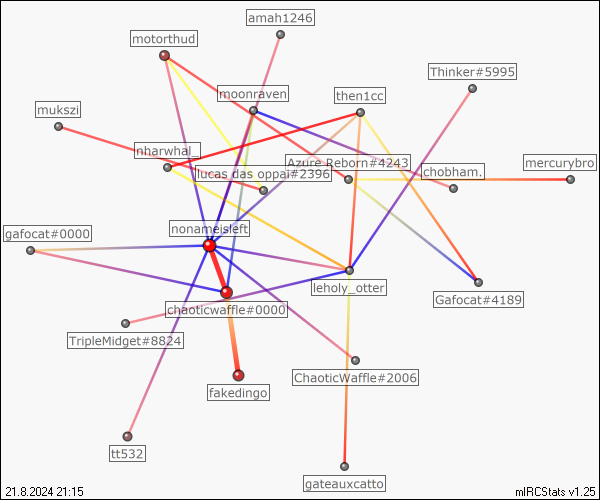 amah1246
motorthud
Thinker#5995
moonraven
then1cc
mukszi
nharwhal_
Azure Reborn#4243
mercurybro
lucas das oppai#2396
chobham.
nonameisleft
gafocat#0000
leholy_otter
Gafocat#4189
chaoticwaffle#0000
TripleMidget#8824
ChaoticWaffle#2006
fakedingo
tt532
gateauxcatto
21.8.2024 21:15
mIRCStats v1.25